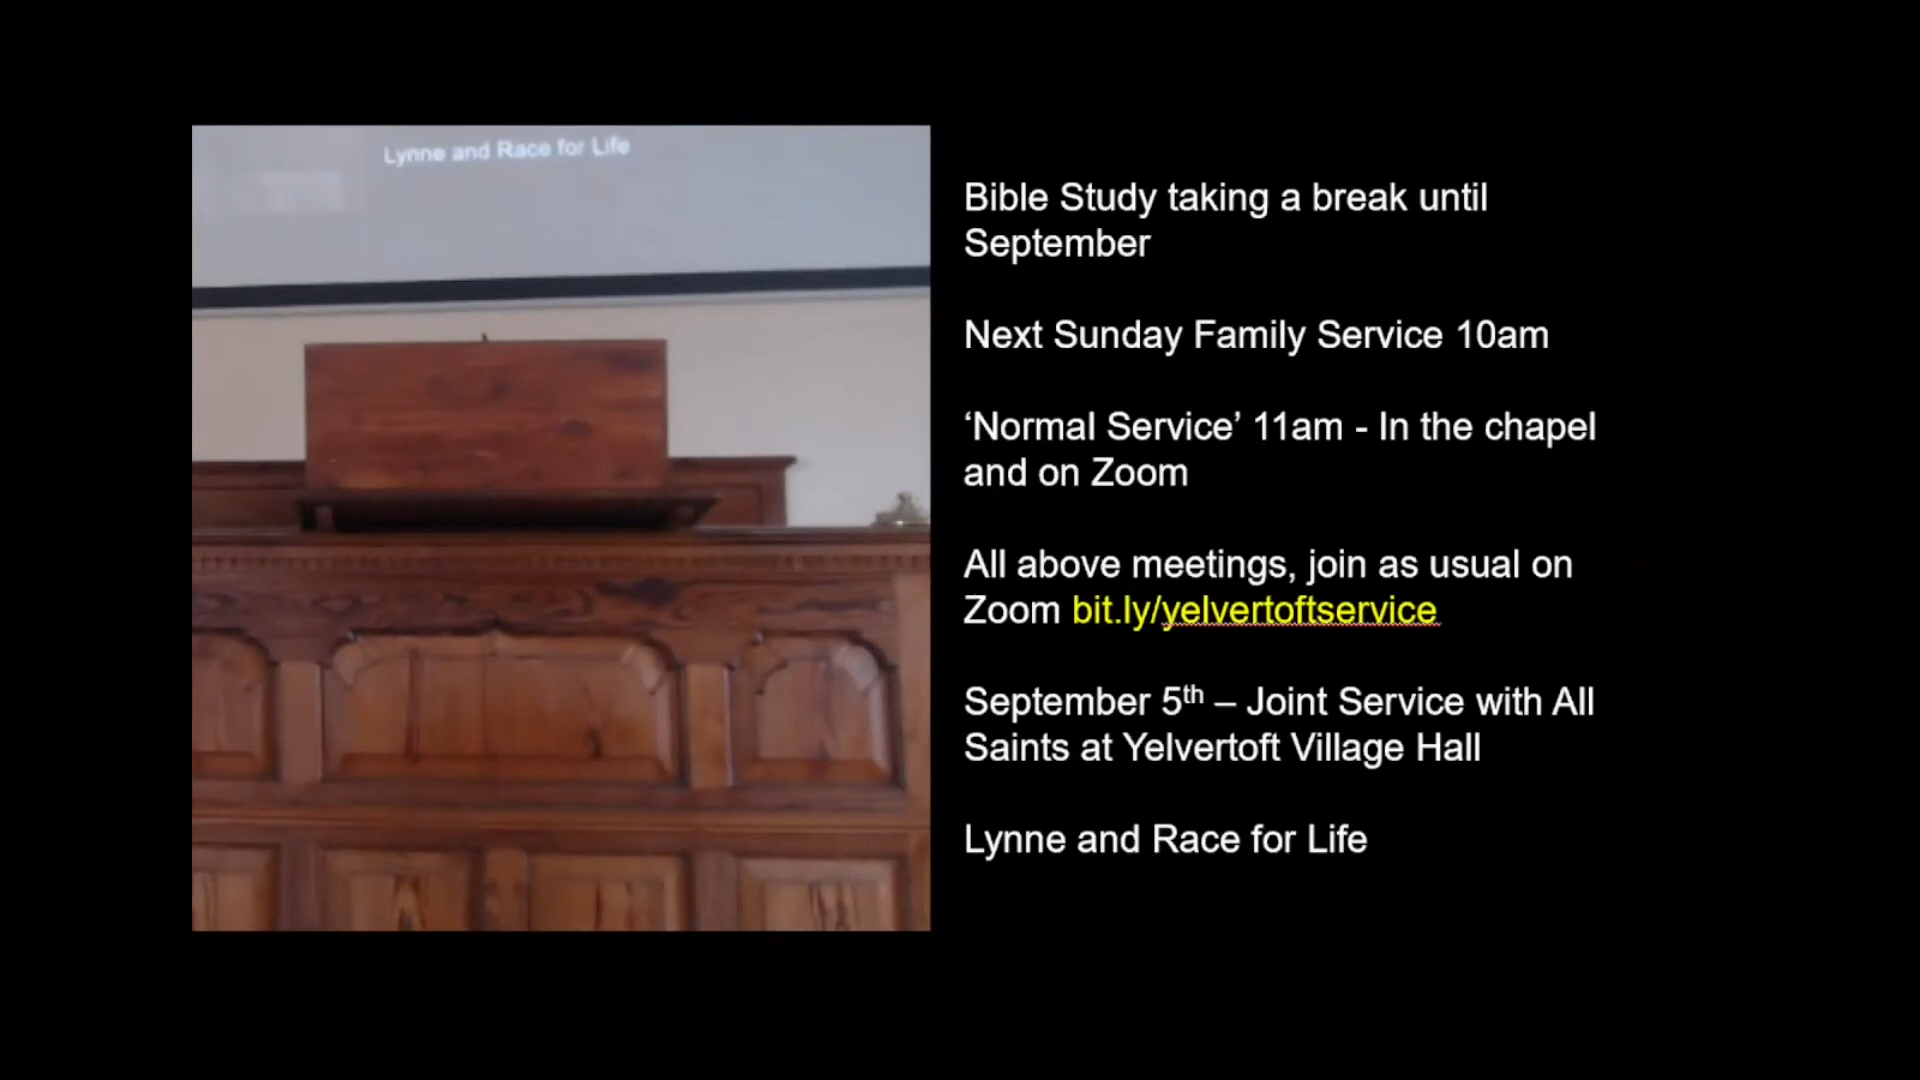 Lynne and Race for Life
Bible Study taking a break until
September
Next Sunday Family Service 10am
‘Normal Service’ 11am - In the chapel
and on Zoom
All above meetings, join as usual on
Zoom bit.ly/yelvertoftservice
September 5th – Joint Service with All
Saints at Yelvertoft Village Hall
Lynne and Race for Life